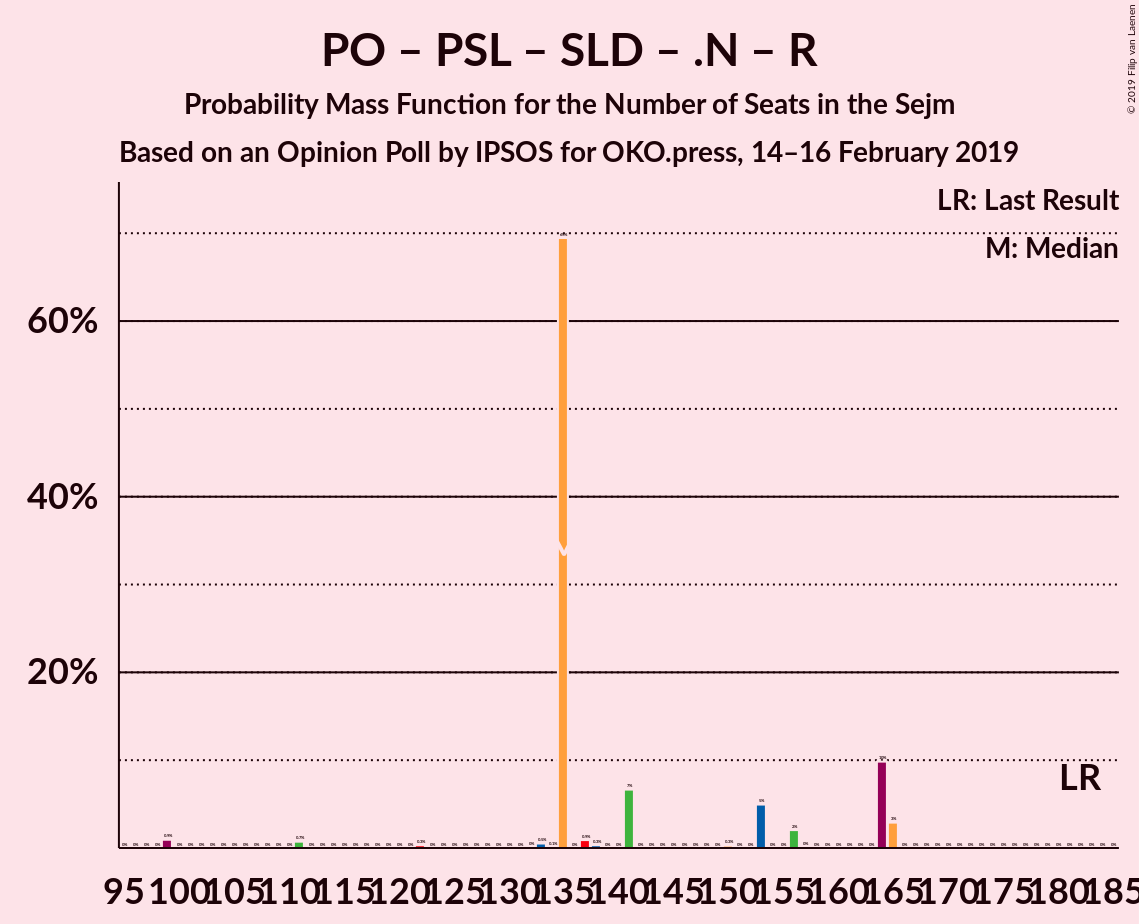 PO – PSL – SLD – .N – R
Probability Mass Function for the Number of Seats in the Sejm
Based on an Opinion Poll by IPSOS for OKO.press, 14–16 February 2019
© 2019 Filip van Laenen
LR: Last Result
M: Median
60%
40%
20%
M
LR
95 100 105 110 115 120 125 130 135 140 145 150 155 160 165 170 175 180 185